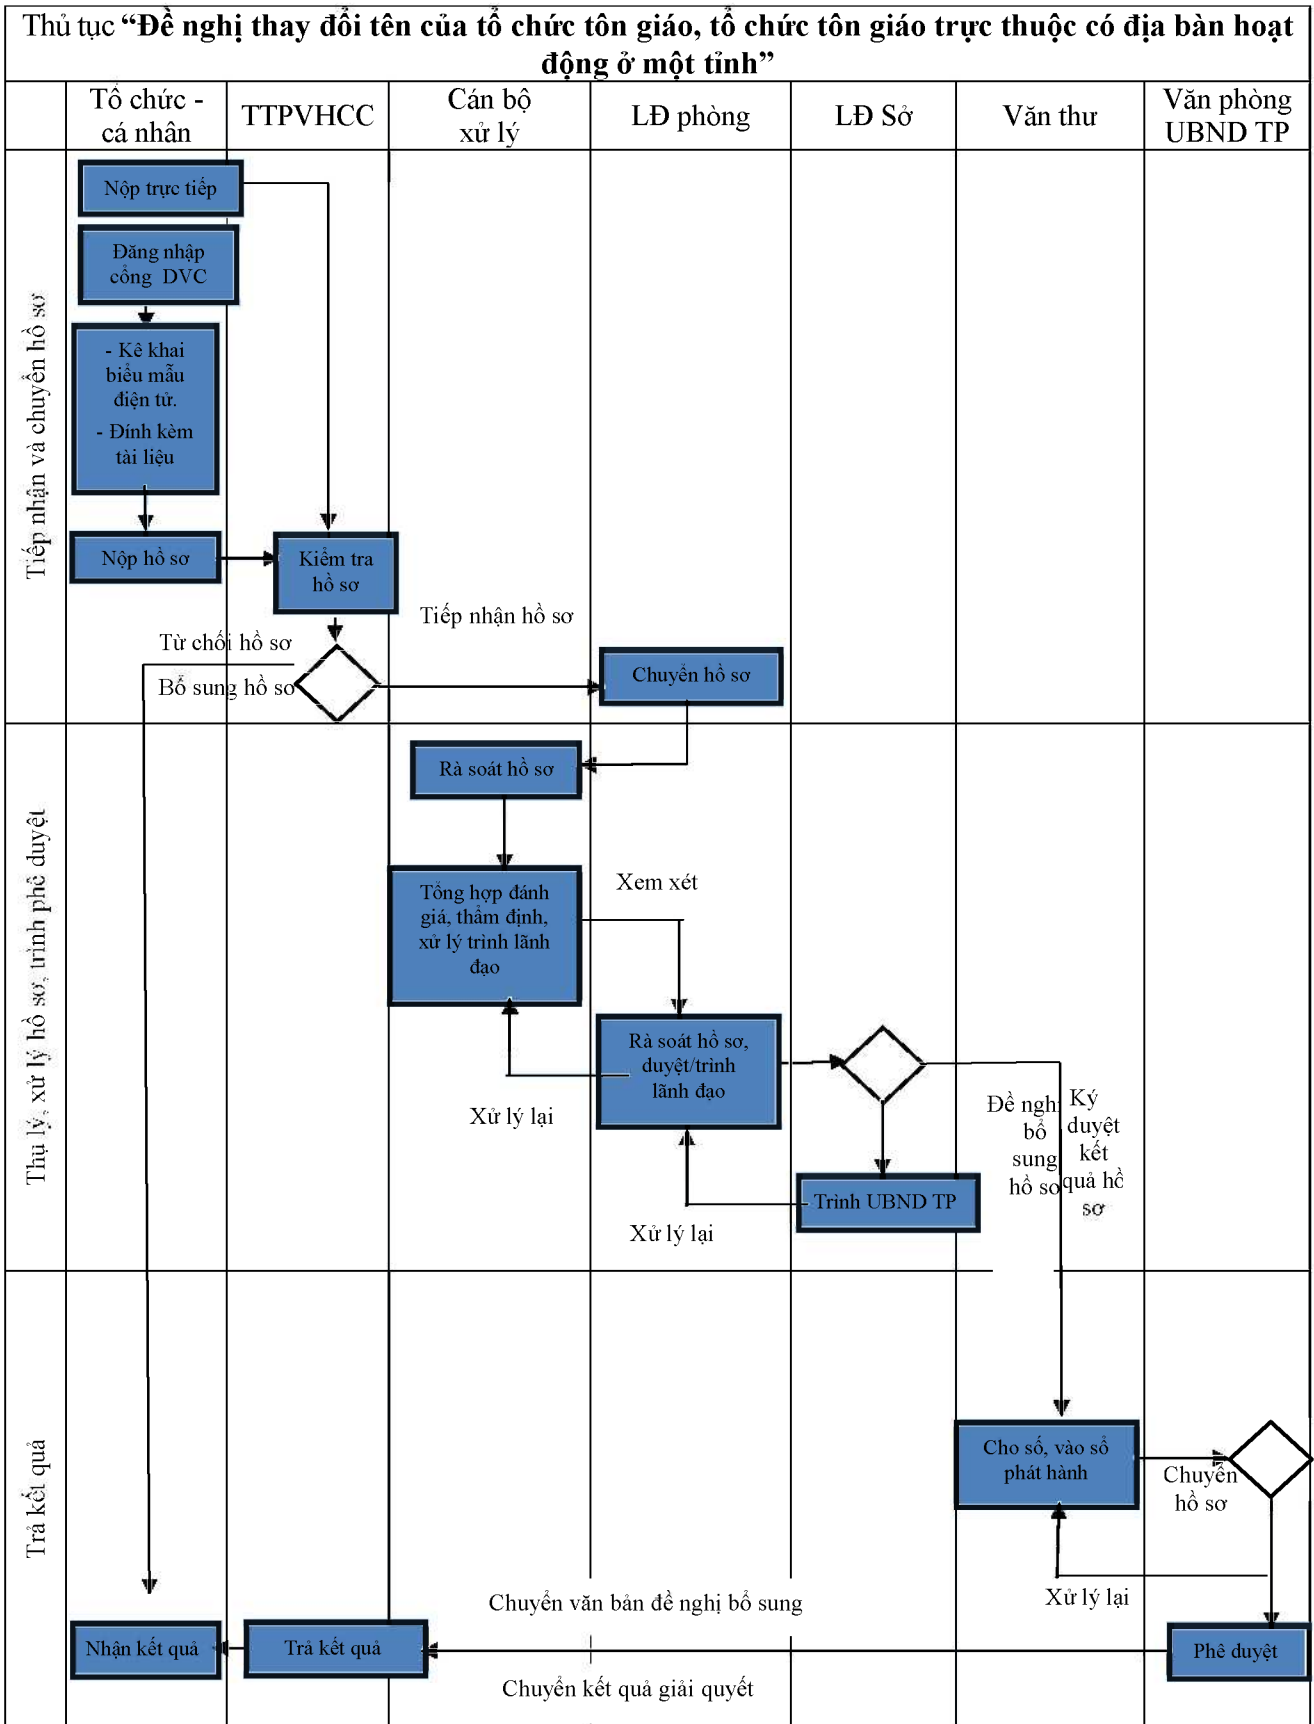 Thủ tục “Đề nghị thay đổi tên của tổ chức tôn giáo, tổ chức tôn giáo trực thuộc có địa bàn hoạt
động ở một tỉnh”
Tổ chức -
cá nhân
TTPVHCC
Cán bộ
xử lý
LĐ phòng
LĐ Sở
Văn thư
Văn phòng
UBND TP
Tiếp nhận và chuyển hồ sơ
Nộp trực tiếp
Đăng nhập
cổng DVC
- Kê khai
biểu mẫu
điện tử.
- Đính kèm
tài liệu
Nộp hồ sơ
Kiểm tra
hồ sơ
Tiếp nhận hồ sơ
Từ chối hồ sơ
Bổ sung hồ sơ
Chuyển hồ sơ
Thụ lý, xử lý hồ sơ, trình phê duyệt
Rà soát hồ sơ
Tổng hợp đánh
giá, thẩm định,
xử lý trình lãnh
đạo
Xem xét
Rà soát hồ sơ,
duyệt/trình
lãnh đạo
Xử lý lại
Đề nghị
bổ
sung
hồ sơ
Ký
duyệt
kết
quả hồ
sơ
Trình UBND TP
Xử lý lại
Trả kết quả
Cho số, vào sổ
phát hành
Chuyển
hồ sơ
Xử lý lại
Chuyển văn bản đề nghị bổ sung
Nhận kết quả
Trả kết quả
Phê duyệt
Chuyển kết quả giải quyết